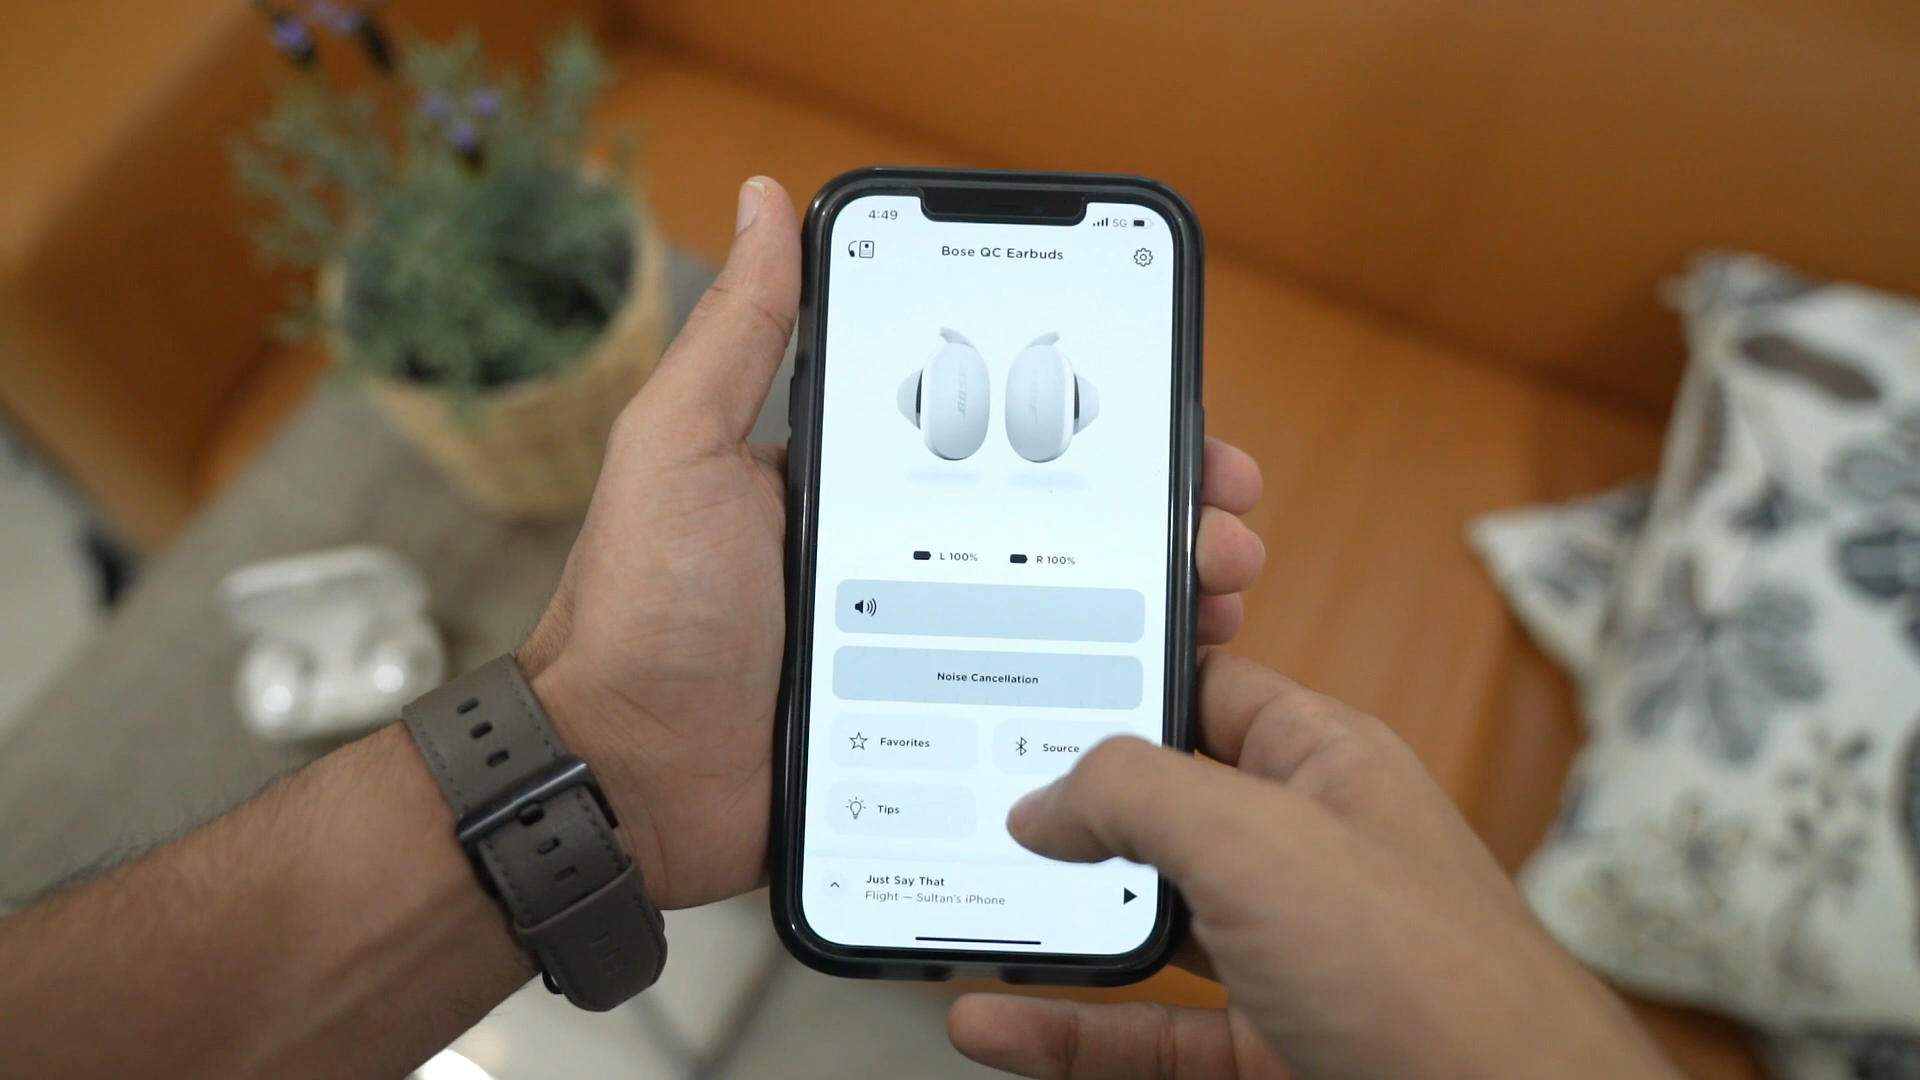 4:49
5G
Bose QC Earbuds
BOSE
L 100%
R 100%
Noise Cancellation
Favorites
Source
Tips
Just Say That
Flight — Sultan's iPhone